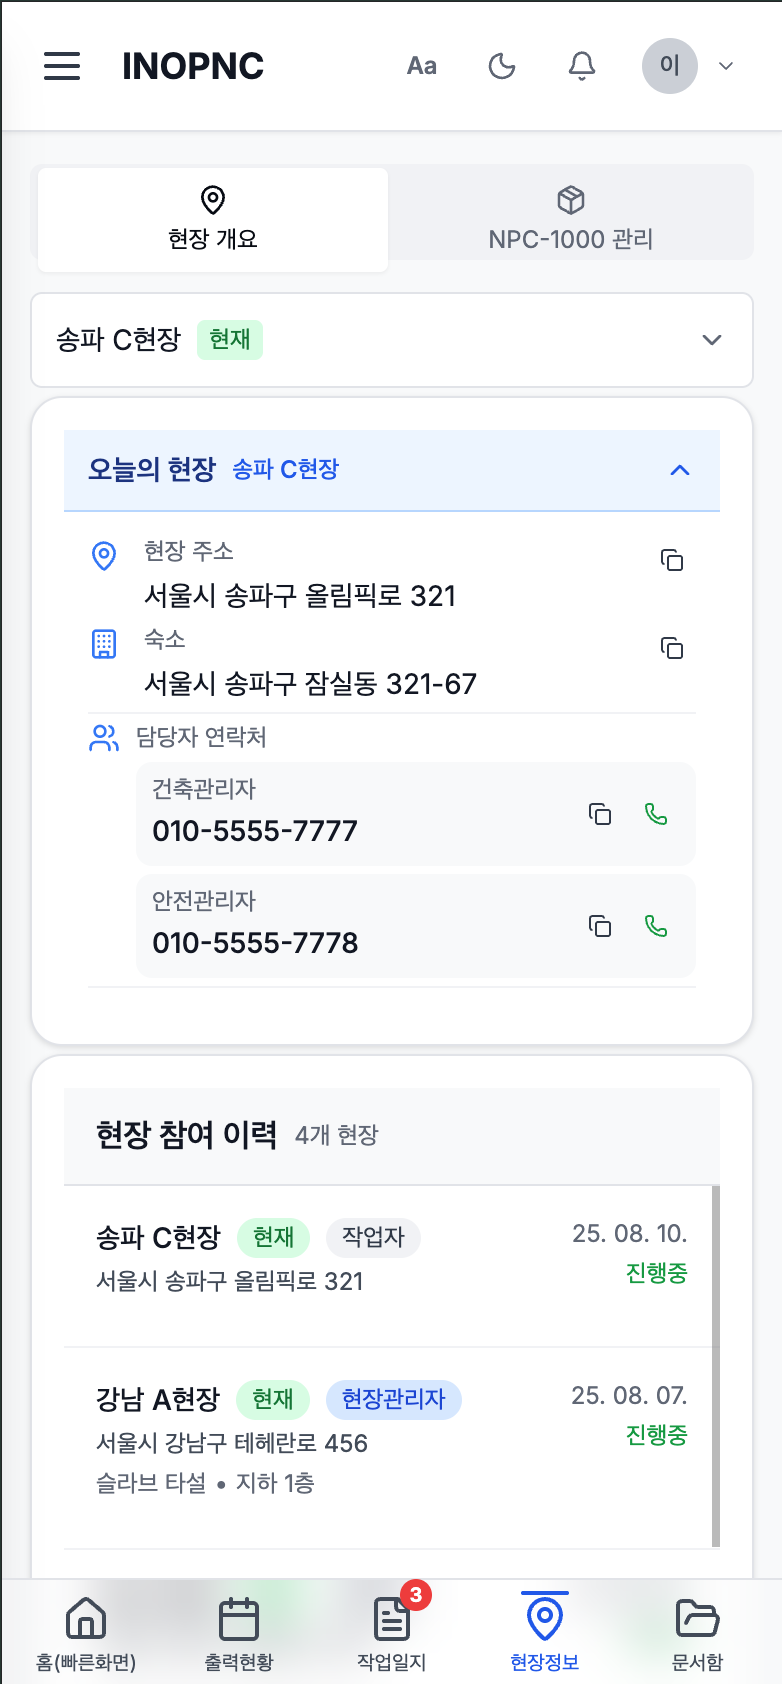 INOPNC
Aa
이
현장 개요
NPC-1000 관리
송파 C현장 현재
오늘의 현장 송파 C현장
현장 주소
서울시 송파구 올림픽로 321
숙소
서울시 송파구 잠실동 321-67
담당자 연락처
건축관리자
010-5555-7777
안전관리자
010-5555-7778
현장 참여 이력 4개 현장
송파 C현장 현재 작업자 25. 08. 10.
서울시 송파구 올림픽로 321 진행중
강남 A현장 현재 현장관리자 25. 08. 07.
서울시 강남구 테헤란로 456 진행중
슬라브 타설 • 지하 1층
3
홈(빠른화면)
출력현황
작업일지
현장정보
문서함